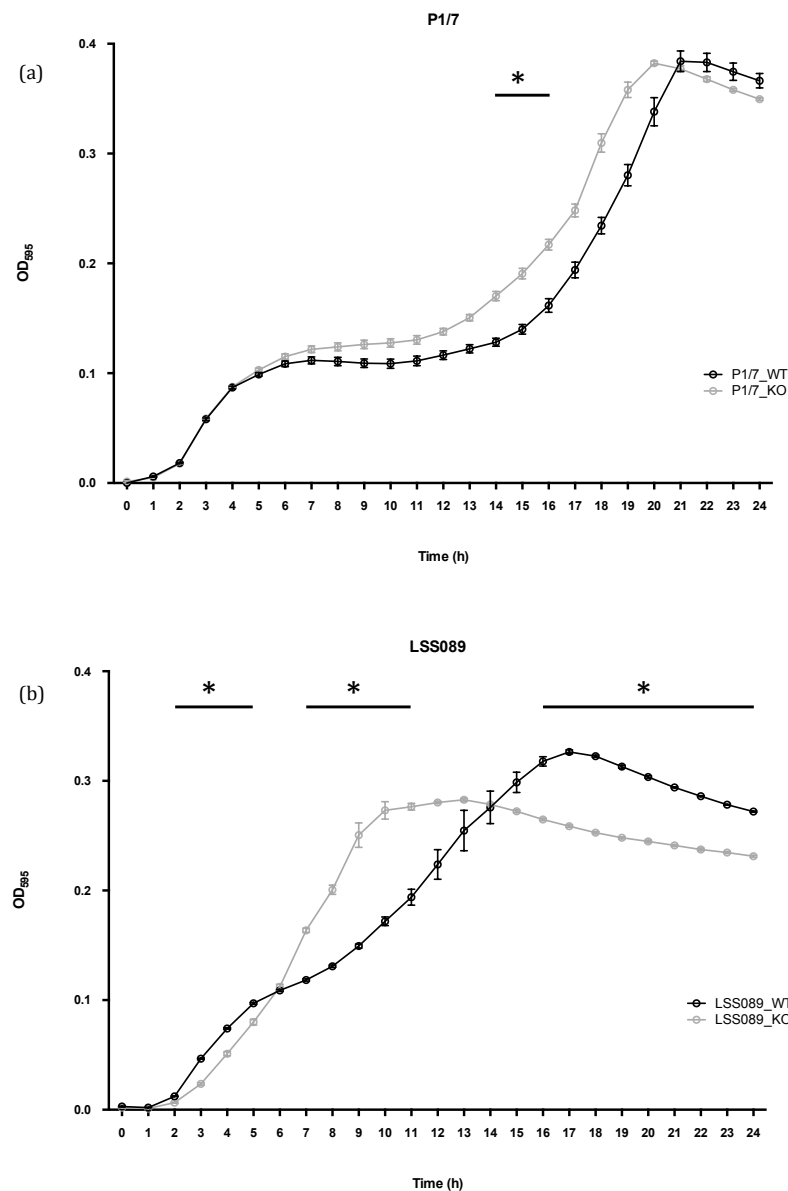 P1/7
(a)
*
0.4
0.3
0.2
0.1
0.0
OD595
P1/7_WT
P1/7_KO
0 1 2 3 4 5 6 7 8 9 10 11 12 13 14 15 16 17 18 19 20 21 22 23 24
Time (h)
LSS089
(b)
* * *
0.4
0.3
0.2
0.1
0.0
OD595
LSS089_WT
LSS089_KO
0 1 2 3 4 5 6 7 8 9 10 11 12 13 14 15 16 17 18 19 20 21 22 23 24
Time (h)